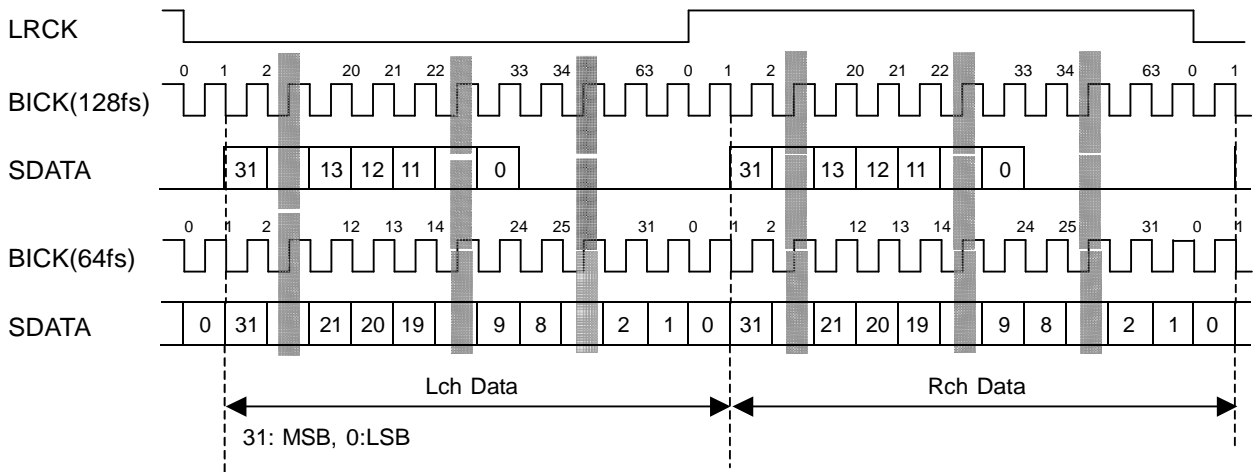 LRCK
0 1 2 20 21 22 33 34 63 0 1 2 20 21 22 33 34 63 0 1
BICK(128fs)
SDATA 31 13 12 11 0 31 13 12 11 0
0 1 2 12 13 14 24 25 31 0 1 2 12 13 14 24 25 31 0 1
BICK(64fs)
SDATA 0 31 21 20 19 9 8 2 1 0 31 21 20 19 9 8 2 1 0
Lch Data Rch Data
31: MSB, 0:LSB